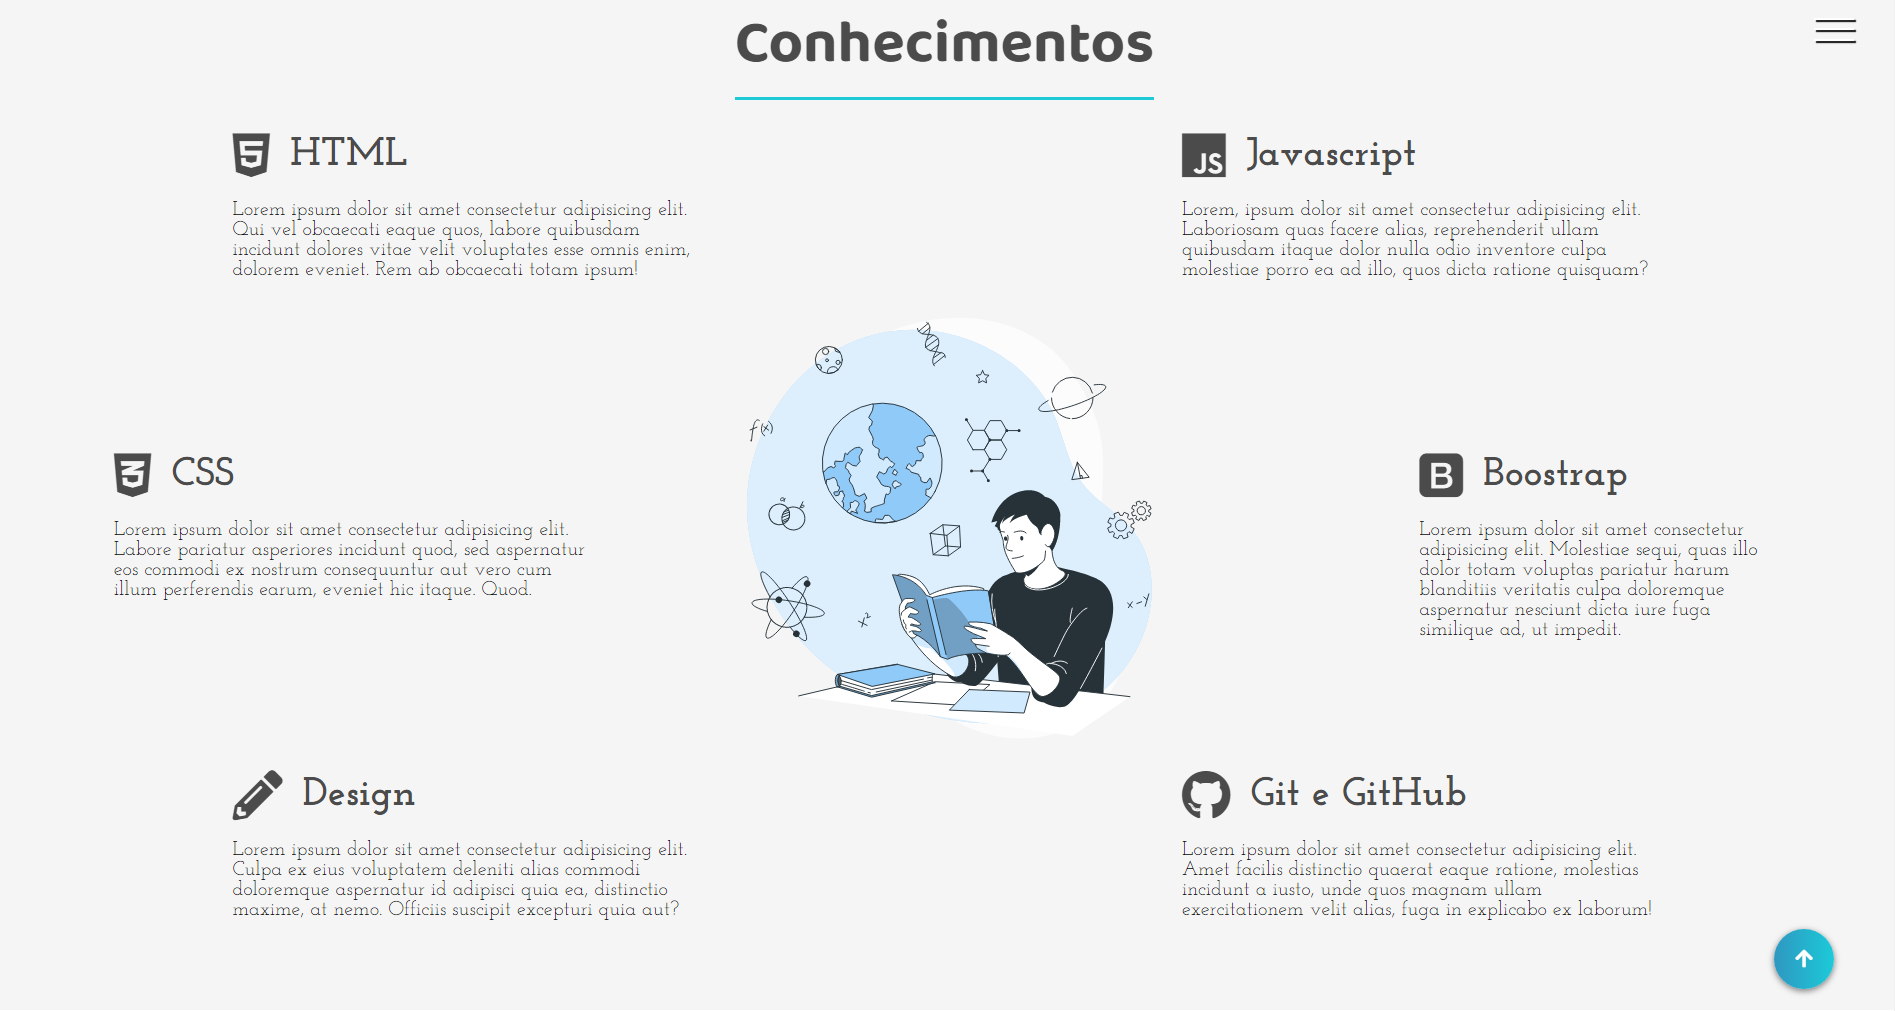 Conhecimentos
HTML
Lorem ipsum dolor sit amet consectetur adipisicing elit.
Qui vel obcaecati eaque quos, labore quibusdam
incidunt dolores vitae velit voluptates esse omnis enim,
dolorem eveniet. Rem ab obcaecati totam ipsum!
JS Javascript
Lorem, ipsum dolor sit amet consectetur adipisicing elit.
Laboriosam quas facere alias, reprehenderit ullam
quibusdam itaque dolor nulla odio inventore culpa
molestiae porro ea ad illo, quos dicta ratione quisquam?
CSS
Lorem ipsum dolor sit amet consectetur adipisicing elit.
Labore pariatur asperiores incidunt quod, sed aspernatur
eos commodi ex nostrum consequuntur aut vero cum
illum perferendis earum, eveniet hic itaque. Quod.
f(x)
a b
x²
x-y
B Boostrap
Lorem ipsum dolor sit amet consectetur
adipisicing elit. Molestiae sequi, quas illo
dolor totam voluptas pariatur harum
blanditiis veritatis culpa doloremque
aspernatur nesciunt dicta iure fuga
similique ad, ut impedit.
Design
Lorem ipsum dolor sit amet consectetur adipisicing elit.
Culpa ex eius voluptatem deleniti alias commodi
doloremque aspernatur id adipisci quia ea, distinctio
maxime, at nemo. Officiis suscipit excepturi quia aut?
Git e GitHub
Lorem ipsum dolor sit amet consectetur adipisicing elit.
Amet facilis distinctio quaerat eaque ratione, molestias
incidunt a iusto, unde quos magnam ullam
exercitationem velit alias, fuga in explicabo ex laborum!